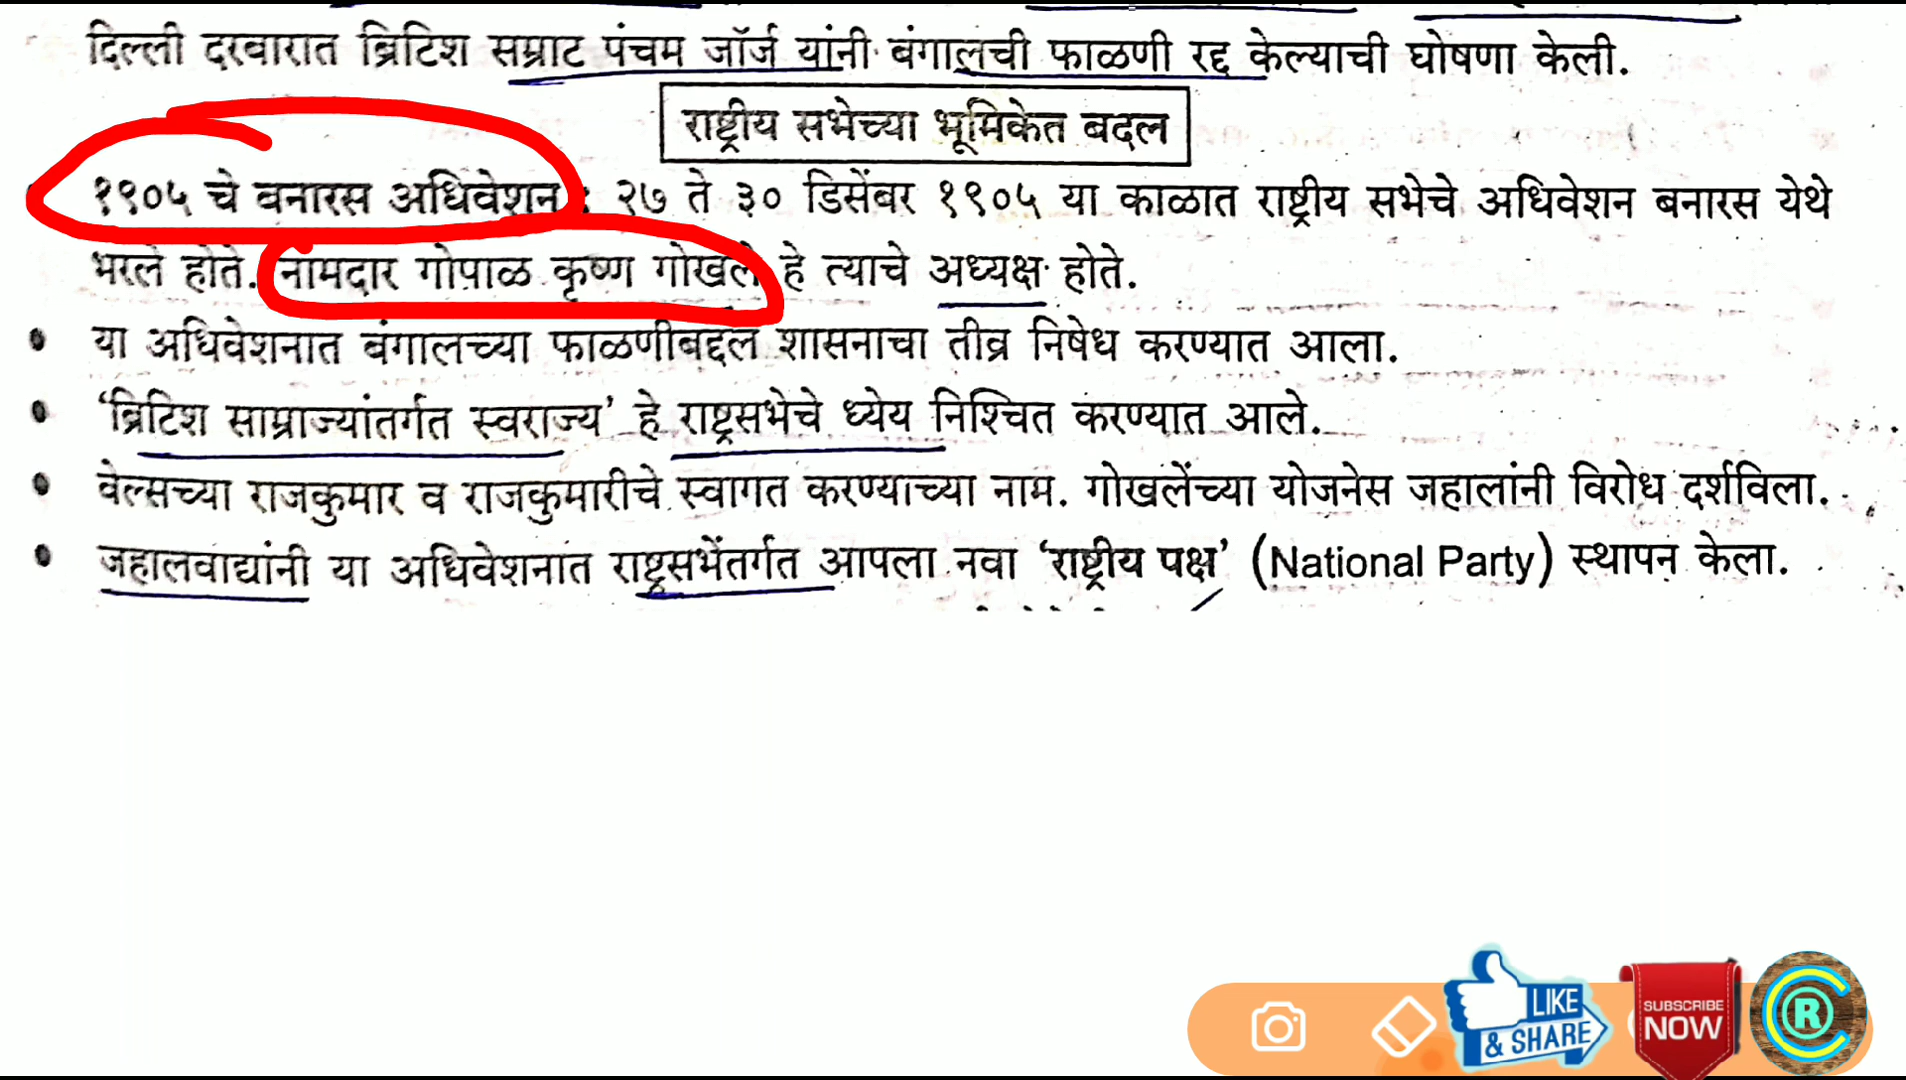 दिल्ली दरबारात ब्रिटिश सम्राट पंचम जॉर्ज यांनी बंगालची फाळणी रद्द केल्याची घोषणा केली.
राष्ट्रीय सभेच्या भूमिकेत बदल
१९०५ चे बनारस अधिवेशन : २७ ते ३० डिसेंबर १९०५ या काळात राष्ट्रीय सभेचे अधिवेशन बनारस येथे
भरले होते. नामदार गोपाळ कृष्ण गोखले हे त्याचे अध्यक्ष होते.
• या अधिवेशनात बंगालच्या फाळणीबद्दल शासनाचा तीव्र निषेध करण्यात आला.
• ‘ब्रिटिश साम्राज्यांतर्गत स्वराज्य’ हे राष्ट्रसभेचे ध्येय निश्चित करण्यात आले.
• वेल्सच्या राजकुमार व राजकुमारीचे स्वागत करण्याच्या नाम. गोखलेंच्या योजनेस जहालांनी विरोध दर्शविला.
• जहालवाद्यांनी या अधिवेशनात राष्ट्रसभेंतर्गत आपला नवा ‘राष्ट्रीय पक्ष’ (National Party) स्थापन केला.
LIKE
& SHARE
SUBSCRIBE
NOW
C R